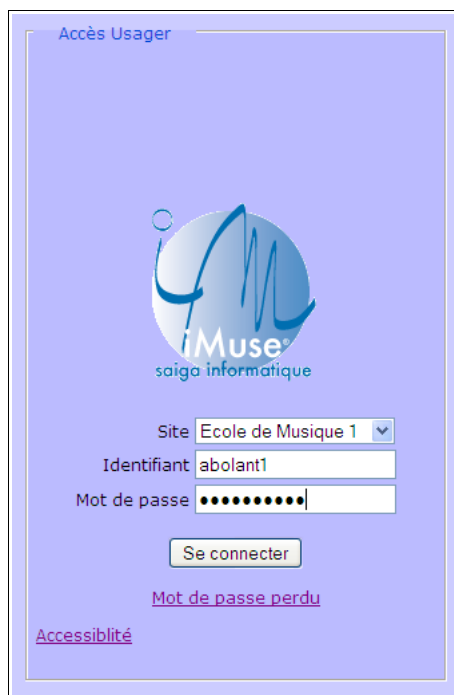 Accès Usager
iMuse®
saiga informatique
Site Ecole de Musique 1
Identifiant abolant1
Mot de passe ••••••••••
Se connecter
Mot de passe perdu
Accessiblité